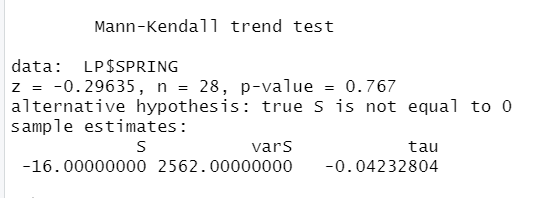 Mann-Kendall trend test
data:  LP$SPRING
z = -0.29635, n = 28, p-value = 0.767
alternative hypothesis: true S is not equal to 0
sample estimates:
S varS tau
-16.00000000 2562.00000000 -0.04232804